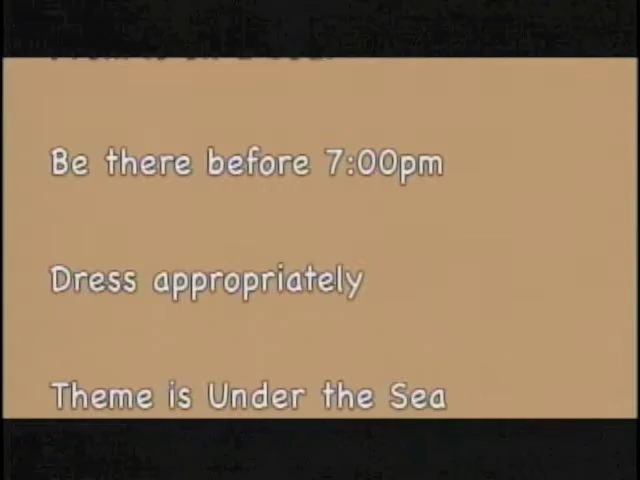 Be there before 7:00pm
Dress appropriately
Theme is Under the Sea